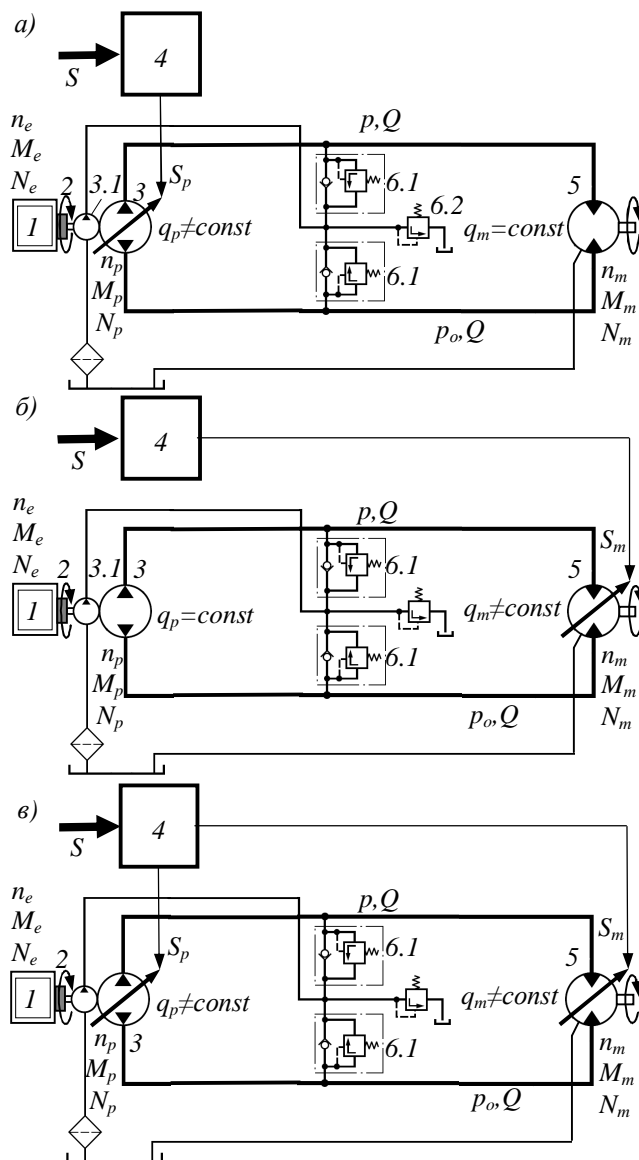 а)
4
S
n_e
M_e
N_e
p,Q
2
3.1
3
S_p
6.1
5
6.2
1
q_p≠const
q_m=const
6.1
n_p
M_p
N_p
n_m
M_m
N_m
p_o,Q
б)
4
S
n_e
M_e
N_e
p,Q
S_m
2
3.1
3
6.1
5
1
q_p=const
q_m≠const
6.1
n_p
M_p
N_p
n_m
M_m
N_m
p_o,Q
в)
4
S
n_e
M_e
N_e
p,Q
S_m
2
S_p
6.1
5
1
q_p≠const
q_m≠const
n_p
3
6.1
M_p
N_p
n_m
M_m
N_m
p_o,Q